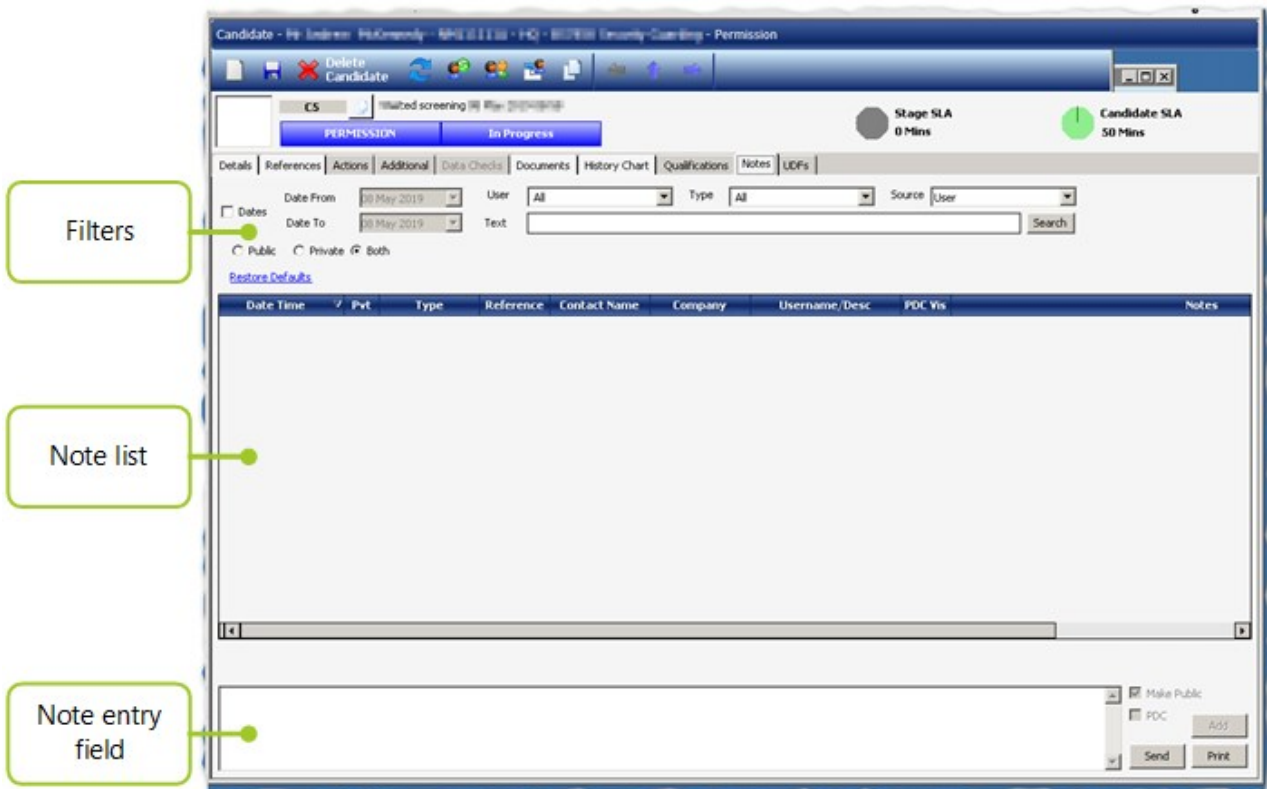 Candidate - - HQ - - Permission
Delete
Candidate
CS
screening
PERMISSION In Progress
Stage SLA
0 Mins
Candidate SLA
50 Mins
Details References Actions Additional Data Checks Documents History Chart Qualifications Notes UDFs
Filters
Dates
Date From 08 May 2019 User All Type All Source User
Date To 08 May 2019 Text Search
Public Private Both
Restore Defaults
Date Time Pvt Type Reference Contact Name Company Username/Desc PDC Vis Notes
Note list
Note entry
field
Make Public
PDC
Add
Send Print